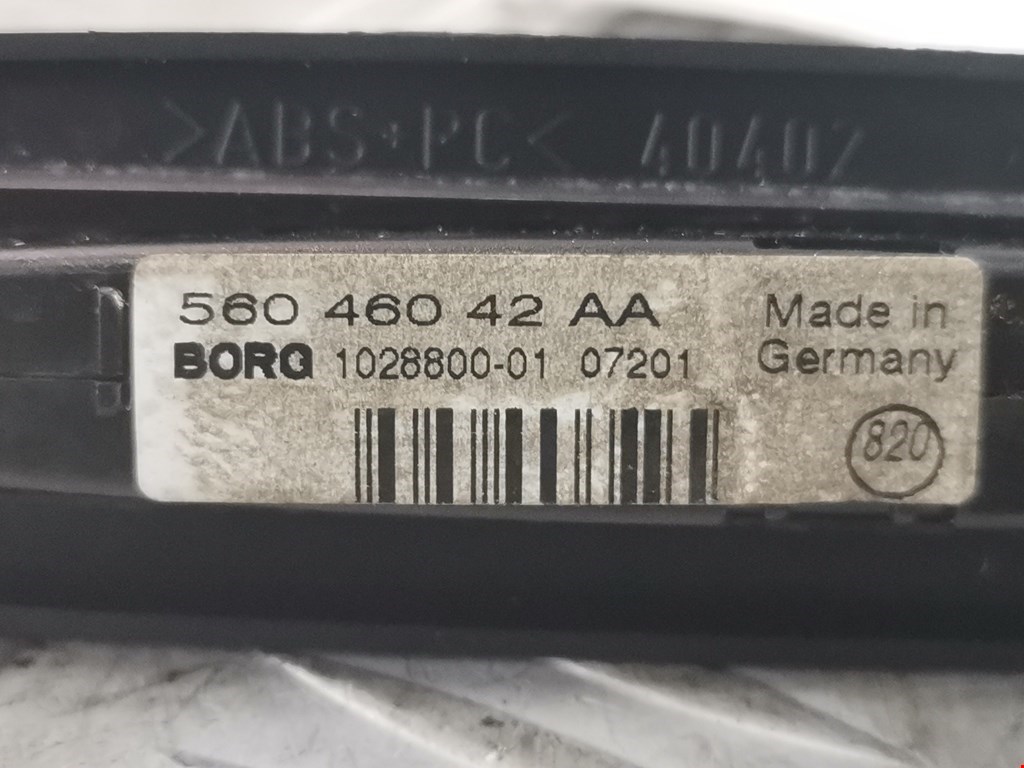 >ABS+PC< 40402
560 460 42 AA
BORG 1028800-01 07201
Made in
Germany
820